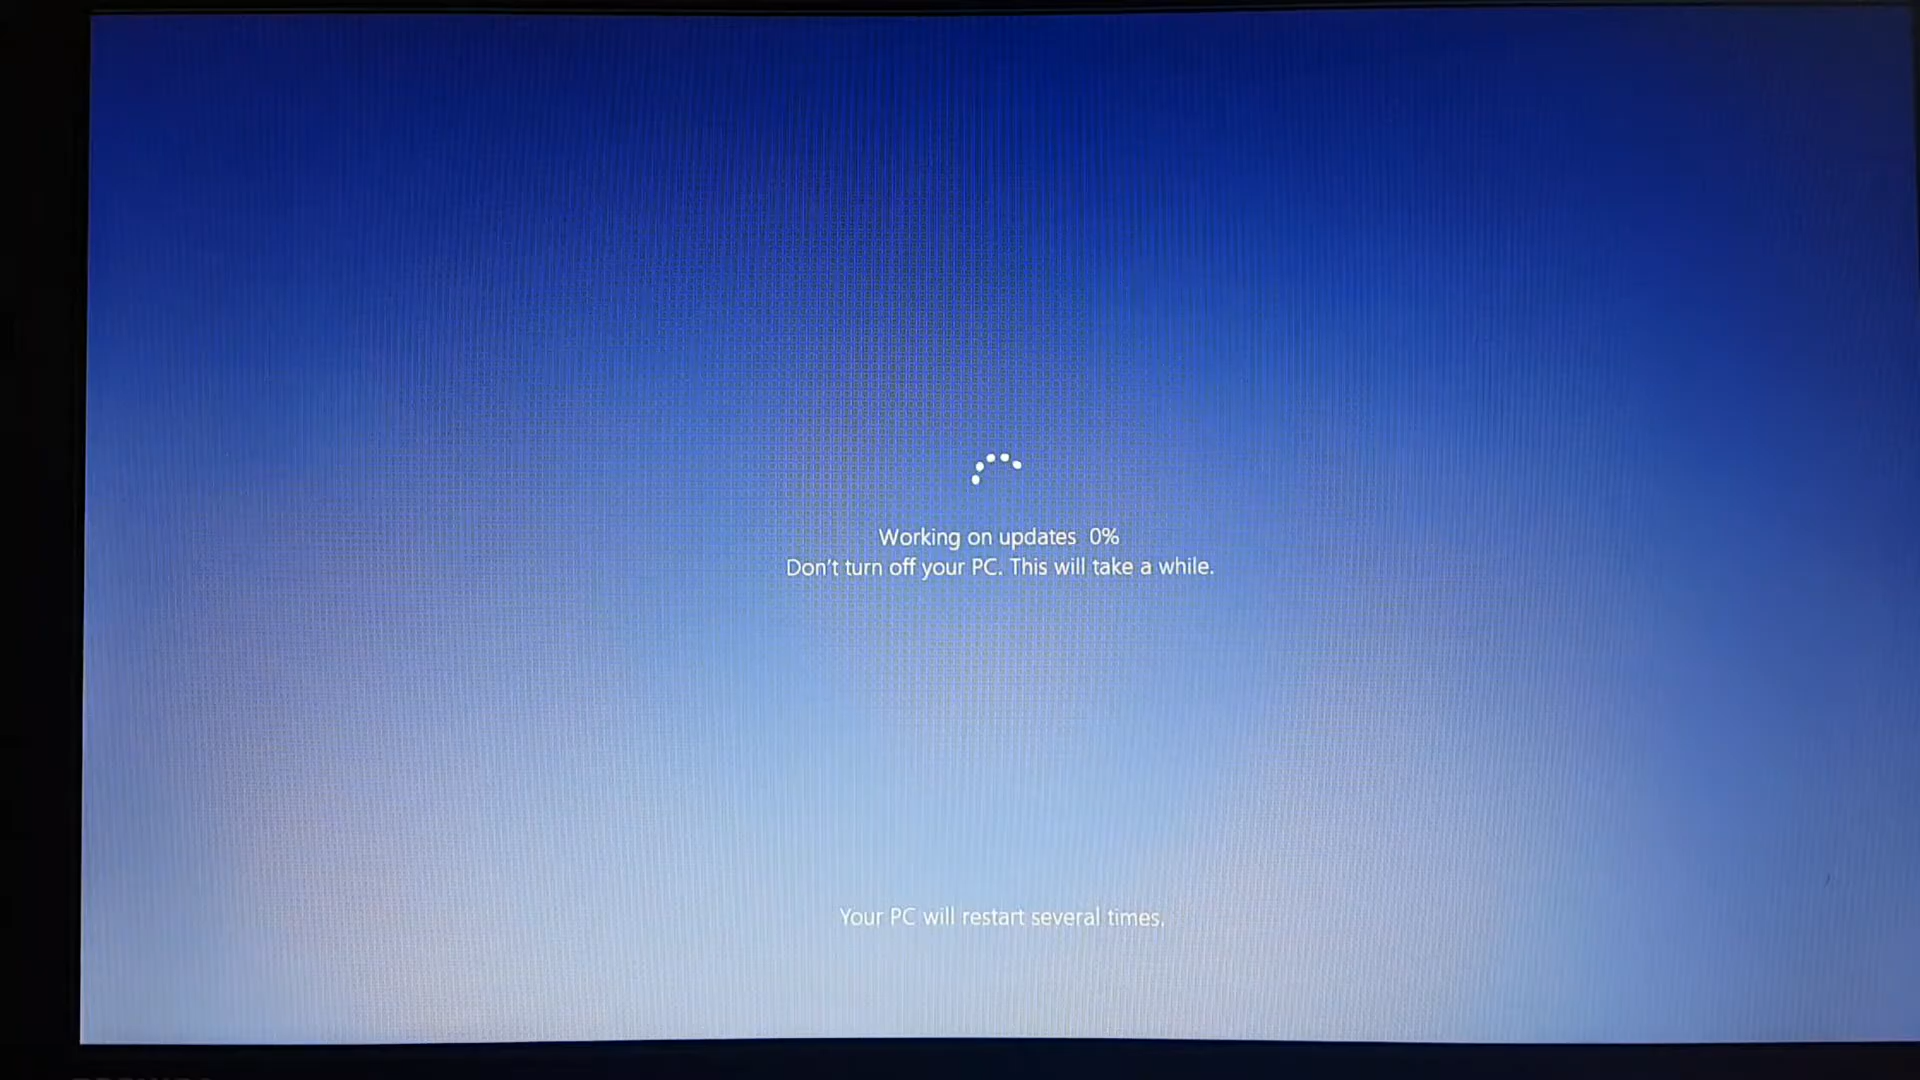 Working on updates 0%
Don't turn off your PC. This will take a while.
Your PC will restart several times.